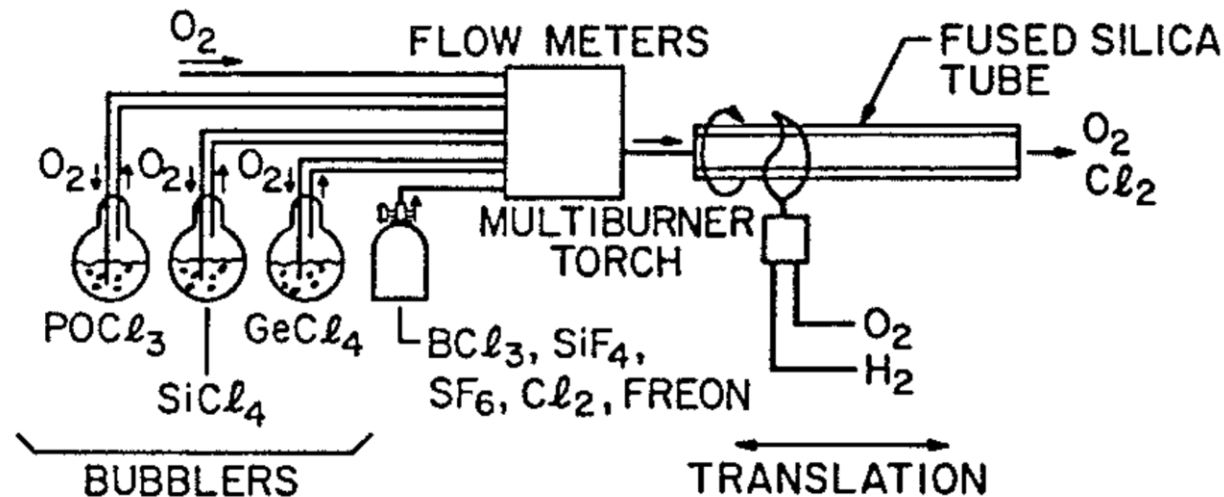 O₂
FLOW METERS
FUSED SILICA
TUBE
O₂
Cℓ₂
O₂ O₂ O₂
MULTIBURNER
TORCH
POCℓ₃
GeCℓ₄
SiCℓ₄
BCℓ₃, SiF₄,
SF₆, Cℓ₂, FREON
O₂
H₂
BUBBLERS
TRANSLATION